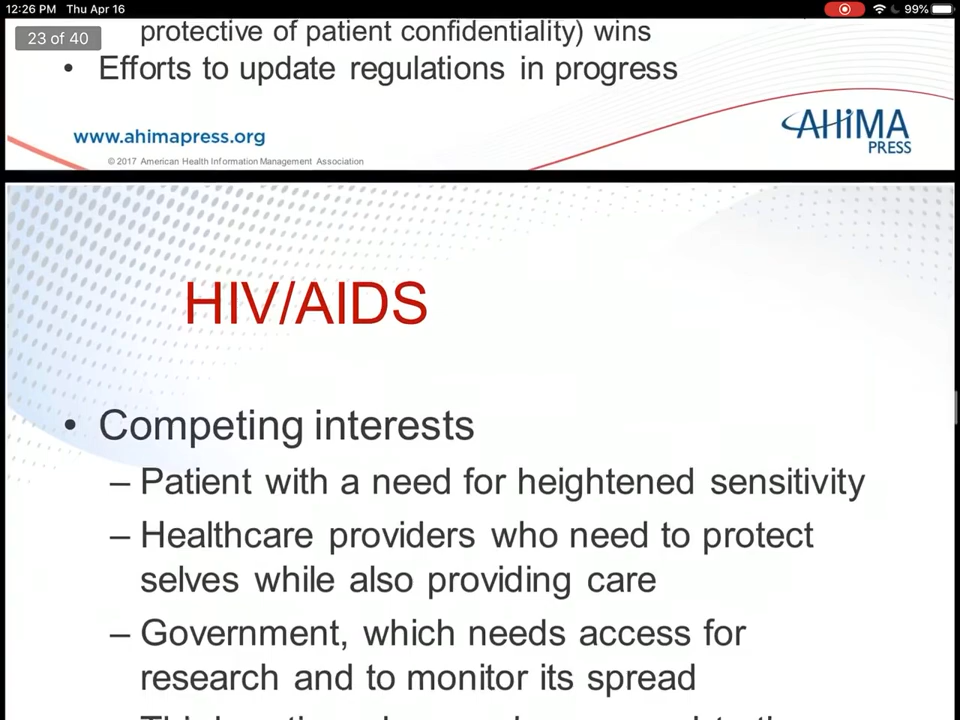 12:26 PM Thu Apr 16
99%
23 of 40
protective of patient confidentiality) wins
• Efforts to update regulations in progress
www.ahimapress.org
AHiMA
PRESS
© 2017 American Health Information Management Association
HIV/AIDS
• Competing interests
– Patient with a need for heightened sensitivity
– Healthcare providers who need to protect
selves while also providing care
– Government, which needs access for
research and to monitor its spread